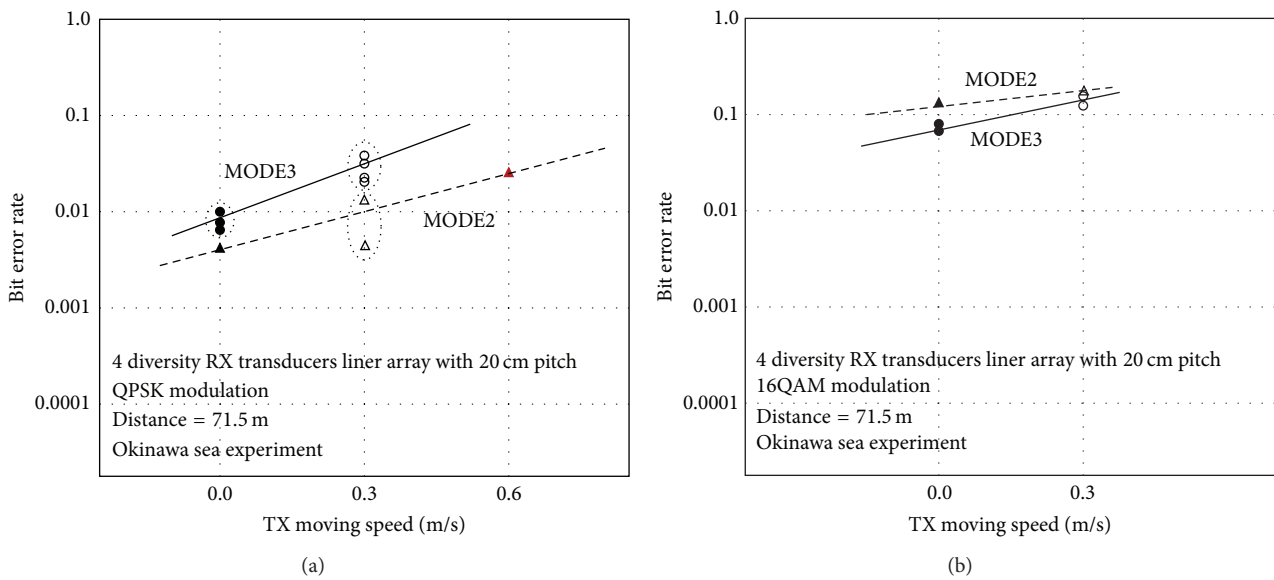 1.0
0.1
0.01
0.001
0.0001
Bit error rate
MODE3
MODE2
4 diversity RX transducers liner array with 20 cm pitch
QPSK modulation
Distance = 71.5 m
Okinawa sea experiment
0.0 0.3 0.6
TX moving speed (m/s)
(a)
1.0
0.1
0.01
0.001
0.0001
Bit error rate
MODE2
MODE3
4 diversity RX transducers liner array with 20 cm pitch
16QAM modulation
Distance = 71.5 m
Okinawa sea experiment
0.0 0.3
TX moving speed (m/s)
(b)